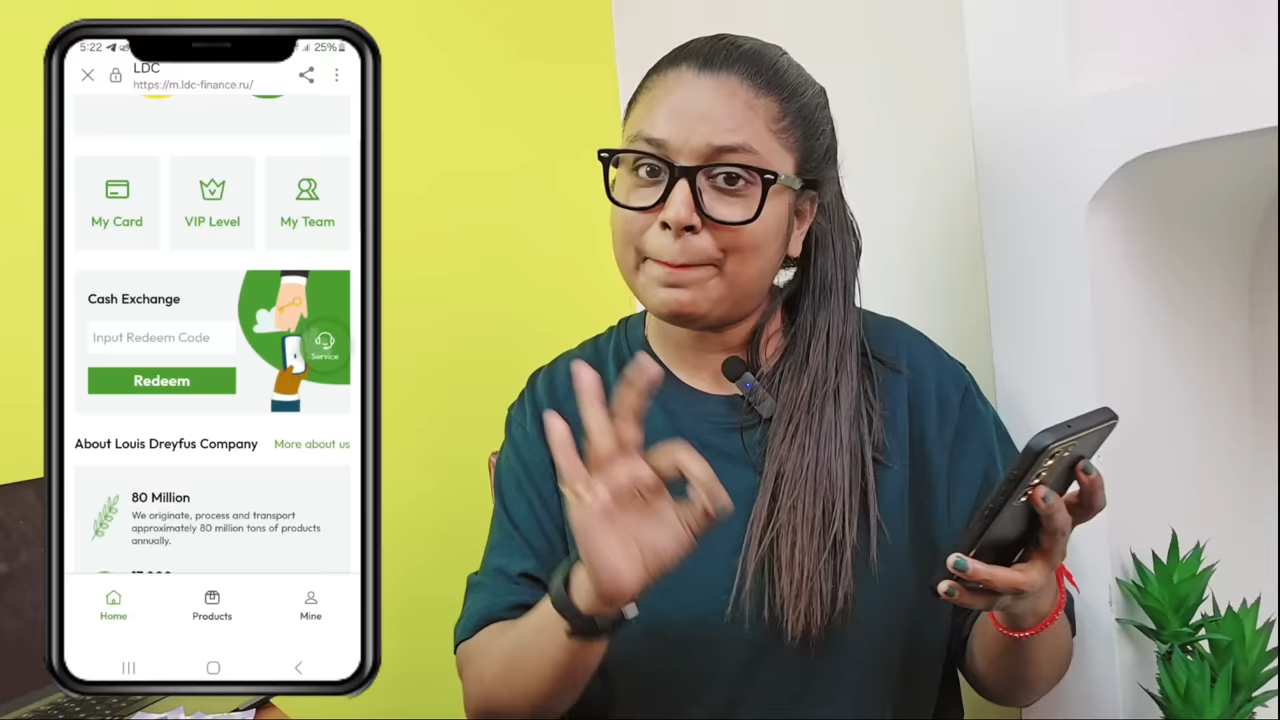 5:22
25%
LDC
https://m.ldc-finance.ru/
My Card
VIP Level
My Team
Cash Exchange
Input Redeem Code
Service
Redeem
About Louis Dreyfus Company
More about us
80 Million
We originate, process and transport
approximately 80 million tons of products
annually.
Home
Products
Mine